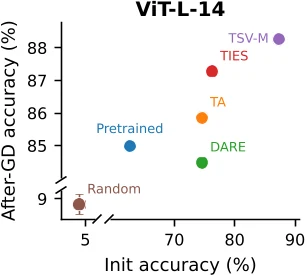 ViT-L-14
After-GD accuracy (%)
88
87
86
85
9
TSV-M
TIES
TA
Pretrained
DARE
Random
5
70
80
90
Init accuracy (%)